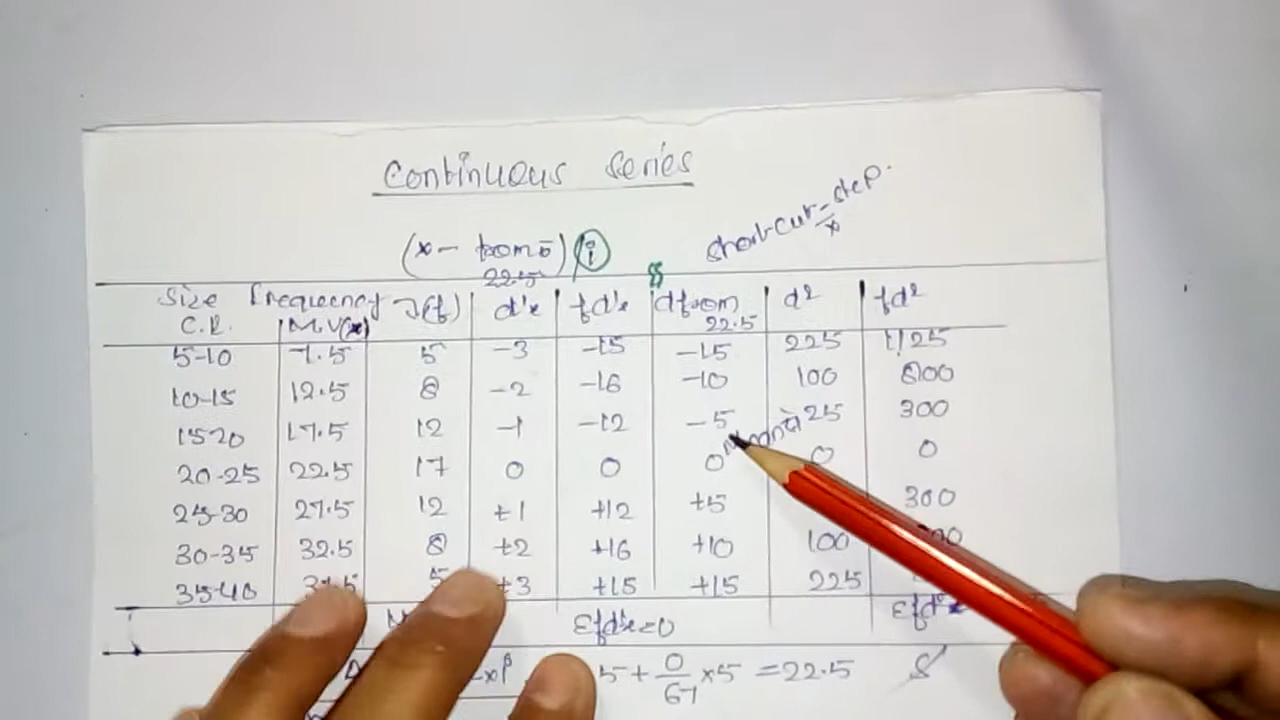 Continuous Series
(x - from 22.5) / i
Shortcut-step.
Size C.R. | Frequency M.V(x) | (f) | d'x | fd'x | d from 22.5 | d² | fd²
5-10 7.5 5 -3 -15 -15 225 1125
10-15 12.5 8 -2 -16 -10 100 800
15-20 17.5 12 -1 -12 -5 25 300
20-25 22.5 17 0 0 0 0 0
25-30 27.5 12 +1 +12 +5 300
30-35 32.5 8 +2 +16 +10 100
35-40 5 +3 +15 +15 225
N Σfd'x=0 Σfd²
5 + 0/67 x5 = 22.5